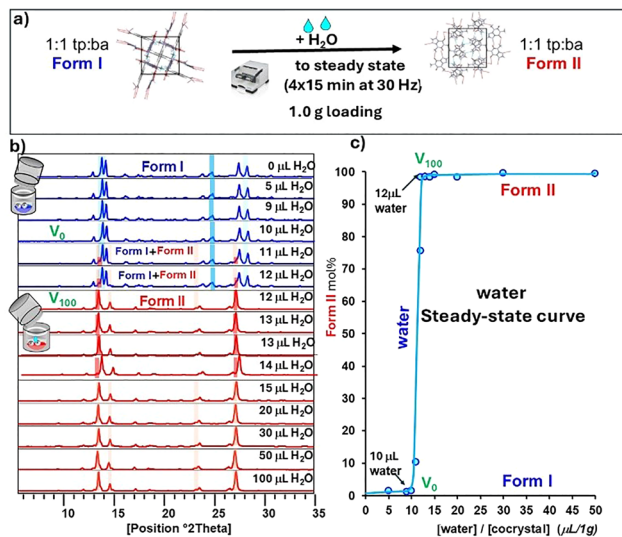 a)
1:1 tp:ba
Form I
+ H₂O
to steady state
(4x15 min at 30 Hz)
1.0 g loading
1:1 tp:ba
Form II
b)
Form I
0 µL H₂O
5 µL H₂O
9 µL H₂O
V₀
10 µL H₂O
Form I+Form II
11 µL H₂O
Form I+Form II
12 µL H₂O
V₁₀₀
Form II
12 µL H₂O
13 µL H₂O
13 µL H₂O
14 µL H₂O
15 µL H₂O
20 µL H₂O
30 µL H₂O
50 µL H₂O
100 µL H₂O
5 10 15 20 25 30 35
[Position °2Theta]
c)
V₁₀₀
100
90
80
70
60
50
40
30
20
10
0
Form II mol%
12µL
water
Form II
water
water
Steady-state curve
10 µL
water
V₀
Form I
0 10 20 30 40 50
[water] / [cocrystal] (µL/1g)